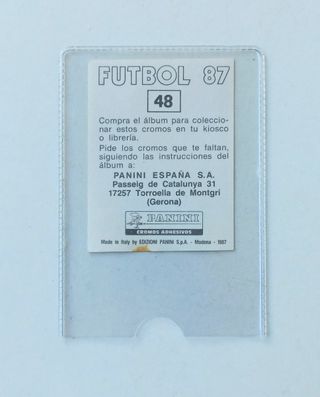 FUTBOL 87
48
Compra el álbum para coleccio-
nar estos cromos en tu kiosco
o librería.
Pide los cromos que te faltan,
siguiendo las instrucciones del
álbum a:
PANINI ESPAÑA S.A.
Passeig de Catalunya 31
17257 Torroella de Montgrí
(Gerona)
PANINI
CROMOS ADHESIVOS
Made in Italy by EDIZIONI PANINI S.p.A. - Modena - 1987